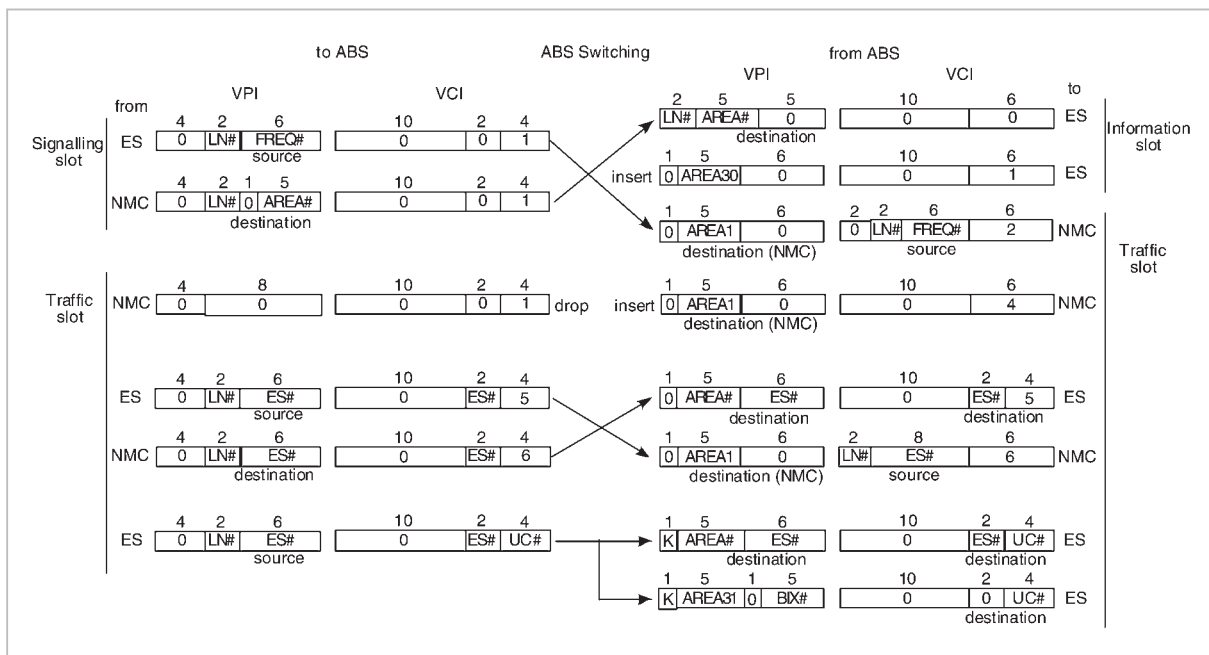 to ABS ABS Switching from ABS
VPI VCI
from VPI VCI to
2 5 5 10 6
LN# AREA# 0 0 0 ES
destination
4 2 6 10 2 4
Signalling slot ES 0 LN# FREQ# 0 0 1
source
Information slot
1 5 6 10 6
insert 0 AREA30 0 0 1 ES
4 2 1 5 10 2 4
NMC 0 LN# 0 AREA# 0 0 1
destination
1 5 6 2 2 6 6
0 AREA1 0 0 LN# FREQ# 2 NMC
destination (NMC) source
Traffic slot
4 8 10 2 4
Traffic slot NMC 0 0 0 0 1 drop
1 5 6 10 6
insert 0 AREA1 0 0 4 NMC
destination (NMC)
4 2 6 10 2 4
ES 0 LN# ES# 0 ES# 5
source
1 5 6 10 2 4
0 AREA# ES# 0 ES# 5 ES
destination destination
4 2 6 10 2 4
NMC 0 LN# ES# 0 ES# 6
destination
1 5 6 2 8 6
0 AREA1 0 LN# ES# 6 NMC
destination (NMC) source
4 2 6 10 2 4
ES 0 LN# ES# 0 ES# UC#
source
1 5 6 10 2 4
K AREA# ES# 0 ES# UC# ES
destination destination
1 5 1 5 10 2 4
K AREA31 0 BIX# 0 0 UC# ES
destination